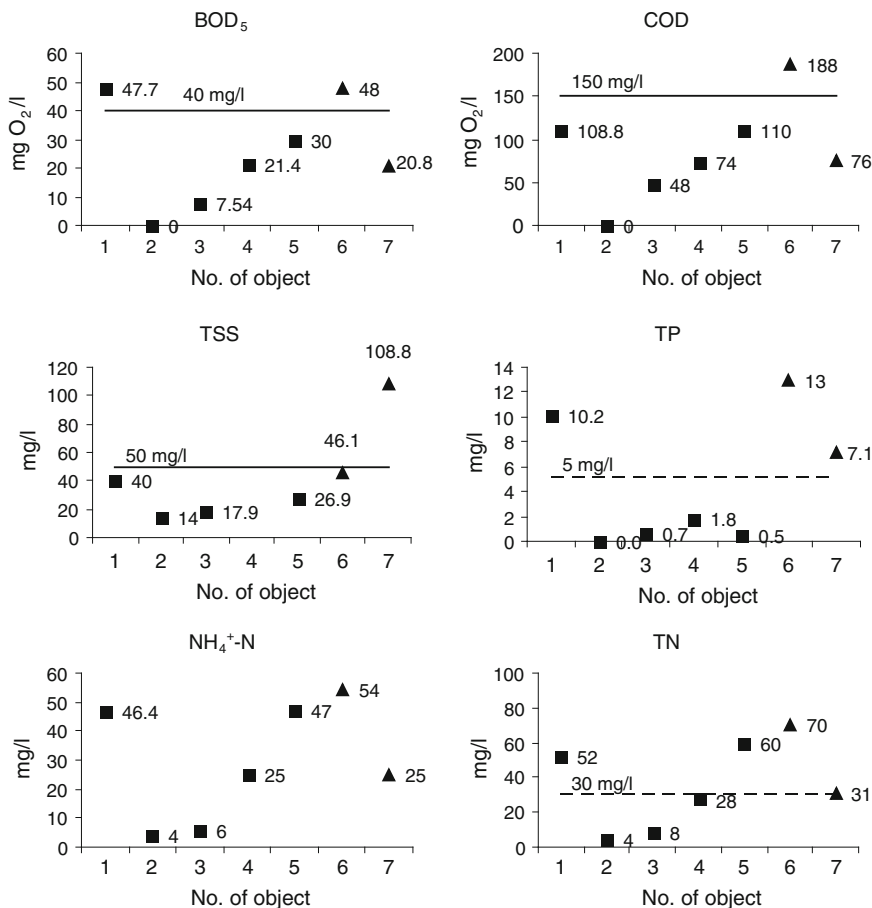 BOD₅
60
50
40
30
20
10
0
mg O₂/l
47.7
40 mg/l
48
0
7.54
21.4
30
20.8
1 2 3 4 5 6 7
No. of object
COD
200
150
100
50
0
mg O₂/l
150 mg/l
188
108.8
0
48
74
110
76
1 2 3 4 5 6 7
No. of object
TSS
120
100
80
60
40
20
0
mg/l
108.8
50 mg/l
46.1
40
14
17.9
26.9
1 2 3 4 5 6 7
No. of object
TP
14
12
10
8
6
4
2
0
mg/l
13
10.2
7.1
5 mg/l
0.0
0.7
1.8
0.5
1 2 3 4 5 6 7
No. of object
NH₄⁺-N
60
50
40
30
20
10
0
mg/l
46.4
4
6
25
47
54
25
1 2 3 4 5 6 7
No. of object
TN
100
80
60
40
20
0
mg/l
52
30 mg/l
4
8
28
60
70
31
1 2 3 4 5 6 7
No. of object